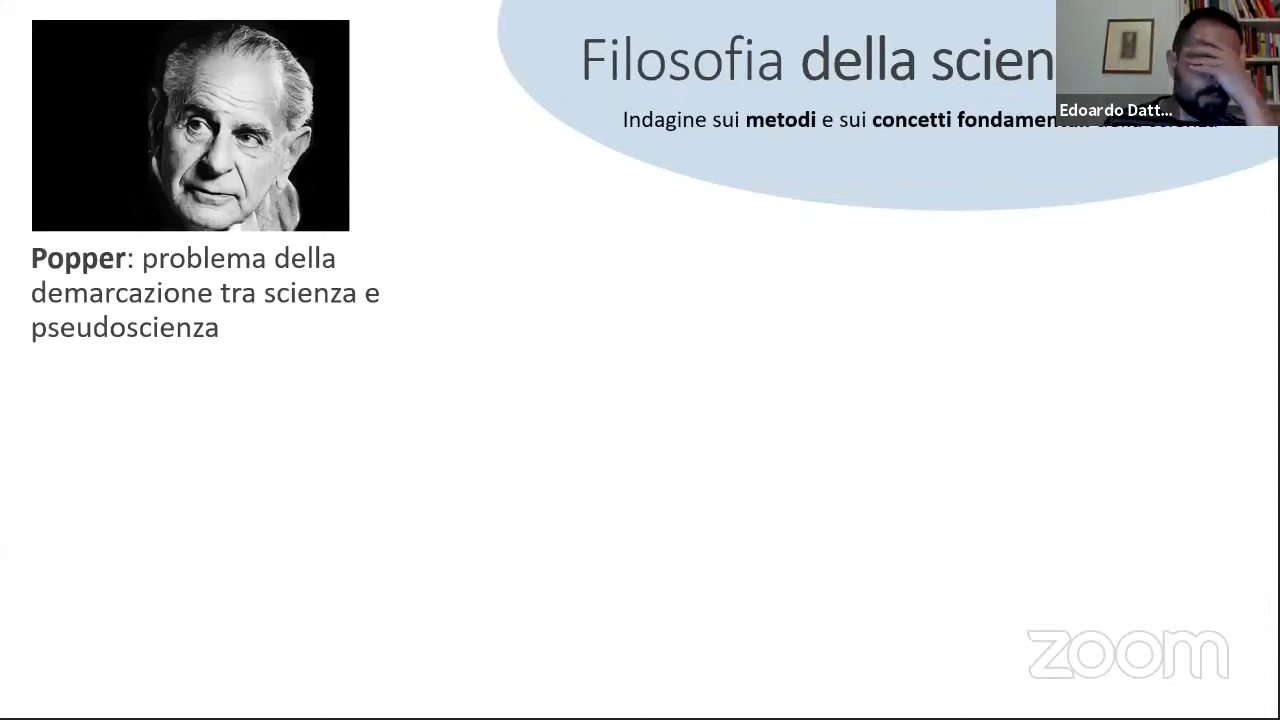 Filosofia della scien
Indagine sui metodi e sui concetti fondamen
Edoardo Datt...
Popper: problema della
demarcazione tra scienza e
pseudoscienza
zoom